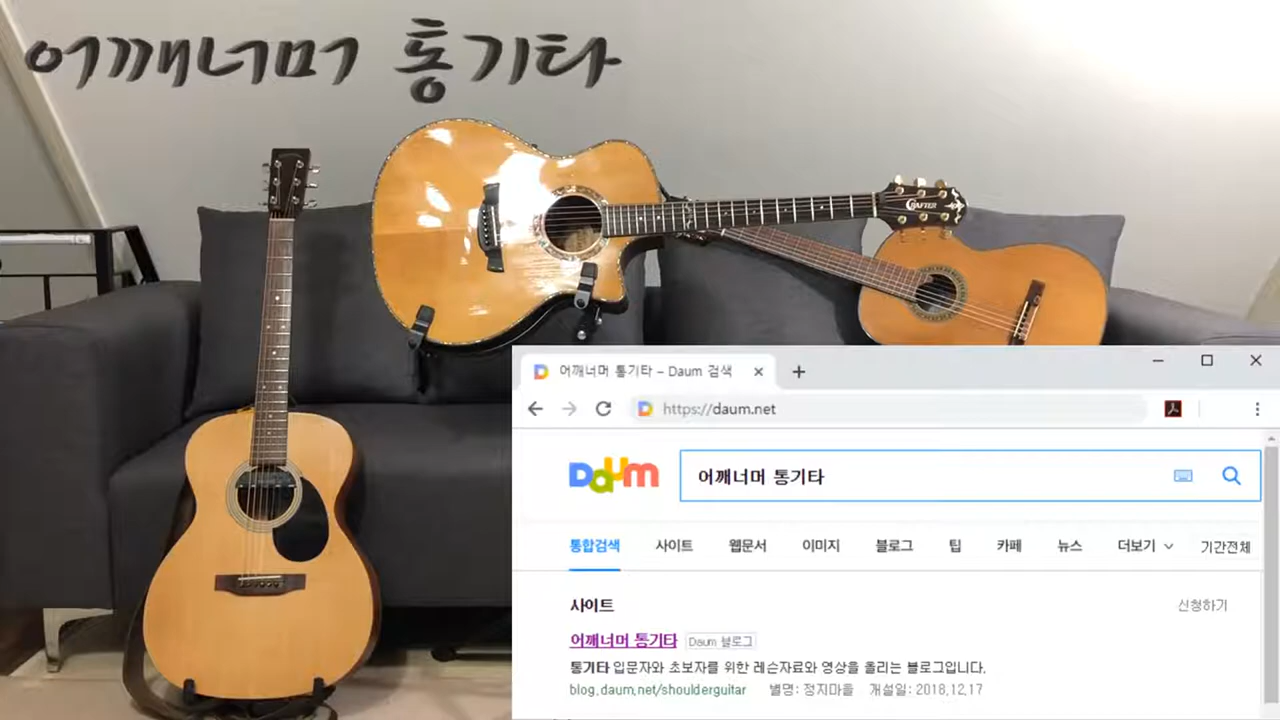 어깨너머 통기타
CRAFTER
어깨너머 통기타 – Daum 검색
https://daum.net
Daum
어깨너머 통기타
통합검색 사이트 웹문서 이미지 블로그 팁 카페 뉴스 더보기 기간전체
사이트 신청하기
어깨너머 통기타 Daum 블로그
통기타 입문자와 초보자를 위한 레슨자료와 영상을 올리는 블로그입니다.
blog.daum.net/shoulderguitar 별명: 정지마을 개설일: 2018.12.17